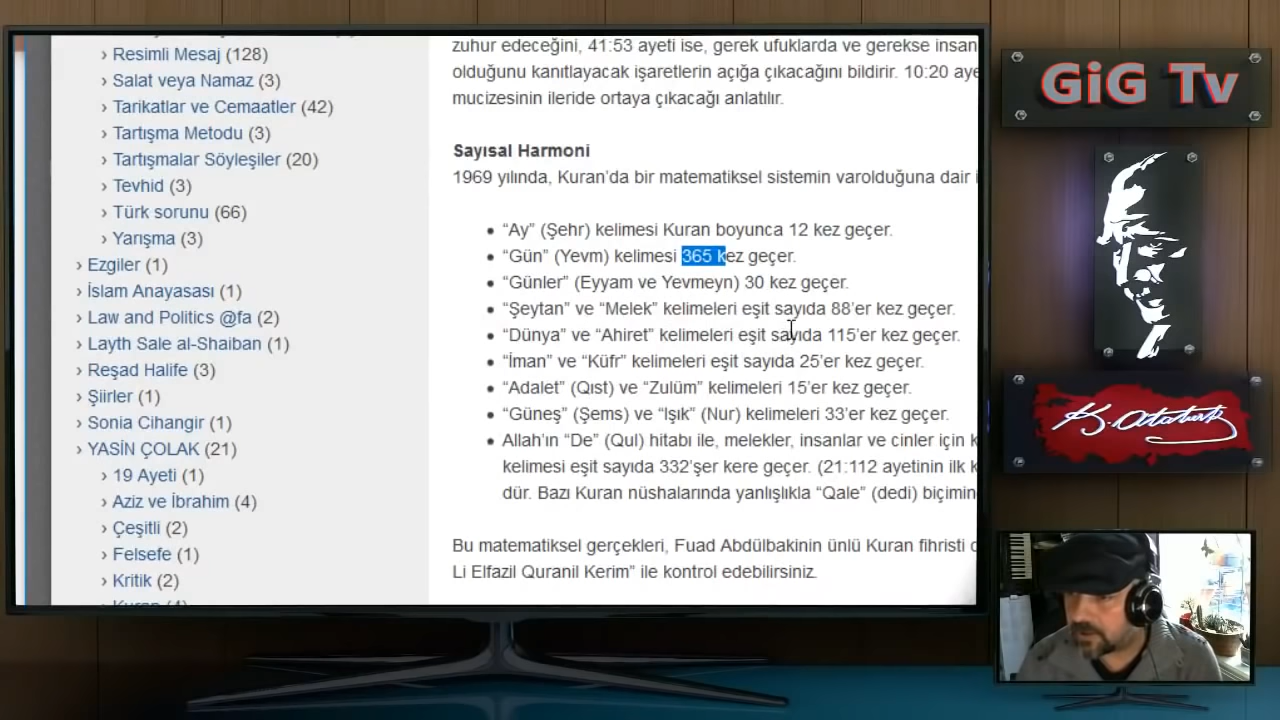 › Resimli Mesaj (128)
› Salat veya Namaz (3)
› Tarikatlar ve Cemaatler (42)
› Tartışma Metodu (3)
› Tartışmalar Söyleşiler (20)
› Tevhid (3)
› Türk sorunu (66)
› Yarışma (3)
› Ezgiler (1)
› İslam Anayasası (1)
› Law and Politics @fa (2)
› Layth Sale al-Shaiban (1)
› Reşad Halife (3)
› Şiirler (1)
› Sonia Cihangir (1)
› YASİN ÇOLAK (21)
› 19 Ayeti (1)
› Aziz ve İbrahim (4)
› Çeşitli (2)
› Felsefe (1)
› Kritik (2)
zuhur edeceğini, 41:53 ayeti ise, gerek ufuklarda ve gerekse insan
olduğunu kanıtlayacak işaretlerin açığa çıkacağını bildirir. 10:20 aye
mucizesinin ileride ortaya çıkacağı anlatılır.
Sayısal Harmoni
1969 yılında, Kuran’da bir matematiksel sistemin varolduğuna dair
• “Ay” (Şehr) kelimesi Kuran boyunca 12 kez geçer.
• “Gün” (Yevm) kelimesi 365 kez geçer.
• “Günler” (Eyyam ve Yevmeyn) 30 kez geçer.
• “Şeytan” ve “Melek” kelimeleri eşit sayıda 88’er kez geçer.
• “Dünya” ve “Ahiret” kelimeleri eşit sayıda 115’er kez geçer.
• “İman” ve “Küfr” kelimeleri eşit sayıda 25’er kez geçer.
• “Adalet” (Qıst) ve “Zulüm” kelimeleri 15’er kez geçer.
• “Güneş” (Şems) ve “Işık” (Nur) kelimeleri 33’er kez geçer.
• Allah’ın “De” (Qul) hitabı ile, melekler, insanlar ve cinler için k
kelimesi eşit sayıda 332’şer kere geçer. (21:112 ayetinin ilk k
dür. Bazı Kuran nüshalarında yanlışlıkla “Qale” (dedi) biçimin
Bu matematiksel gerçekleri, Fuad Abdülbakinin ünlü Kuran fihristi
Li Elfazil Quranil Kerim” ile kontrol edebilirsiniz.
GiG Tv
K. Atatürk